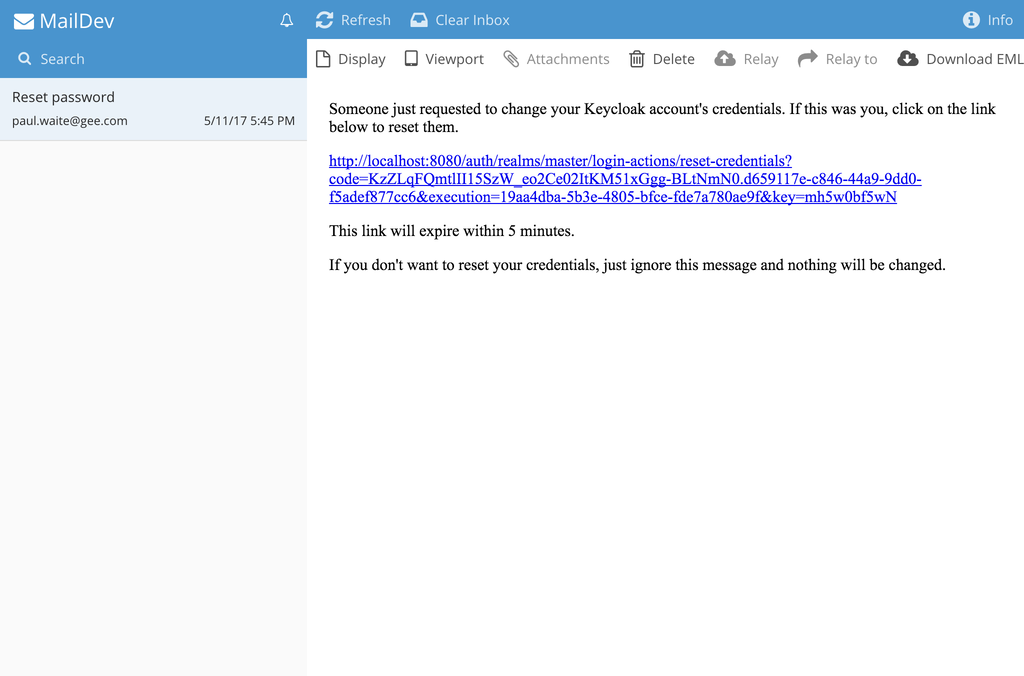 MailDev
Refresh
Clear Inbox
Info
Search
Display
Viewport
Attachments
Delete
Relay
Relay to
Download EML
Reset password
paul.waite@gee.com
5/11/17 5:45 PM
Someone just requested to change your Keycloak account's credentials. If this was you, click on the link
below to reset them.
http://localhost:8080/auth/realms/master/login-actions/reset-credentials?
code=KzZLqFQmtlII15SzW_eo2Ce02ItKM51xGgg-BLtNmN0.d659117e-c846-44a9-9dd0-
f5adef877cc6&execution=19aa4dba-5b3e-4805-bfce-fde7a780ae9f&key=mh5w0bf5wN
This link will expire within 5 minutes.
If you don't want to reset your credentials, just ignore this message and nothing will be changed.